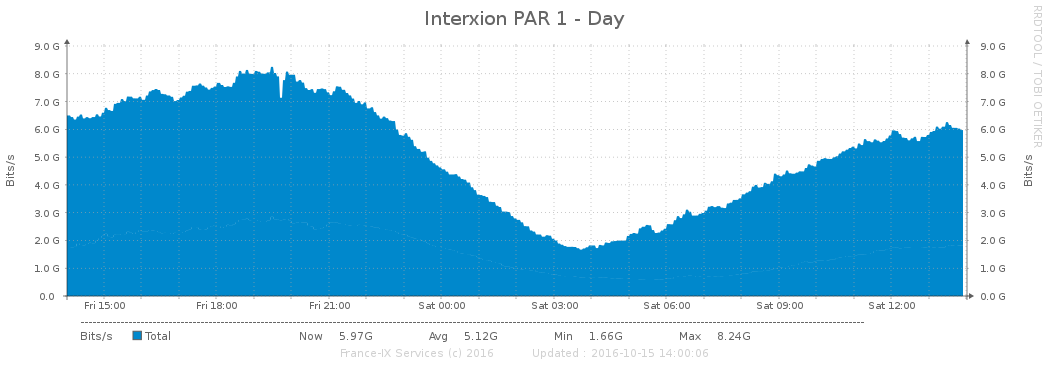 Interxion PAR 1 - Day
RRDTOOL / TOBI OETIKER
Bits/s
9.0 G 9.0 G
8.0 G 8.0 G
7.0 G 7.0 G
6.0 G 6.0 G
5.0 G 5.0 G
4.0 G 4.0 G
3.0 G 3.0 G
2.0 G 2.0 G
1.0 G 1.0 G
0.0 0.0 G
Bits/s
Fri 15:00 Fri 18:00 Fri 21:00 Sat 00:00 Sat 03:00 Sat 06:00 Sat 09:00 Sat 12:00
Bits/s Total Now 5.97G Avg 5.12G Min 1.66G Max 8.24G
France-IX Services (c) 2016 Updated : 2016-10-15 14:00:06